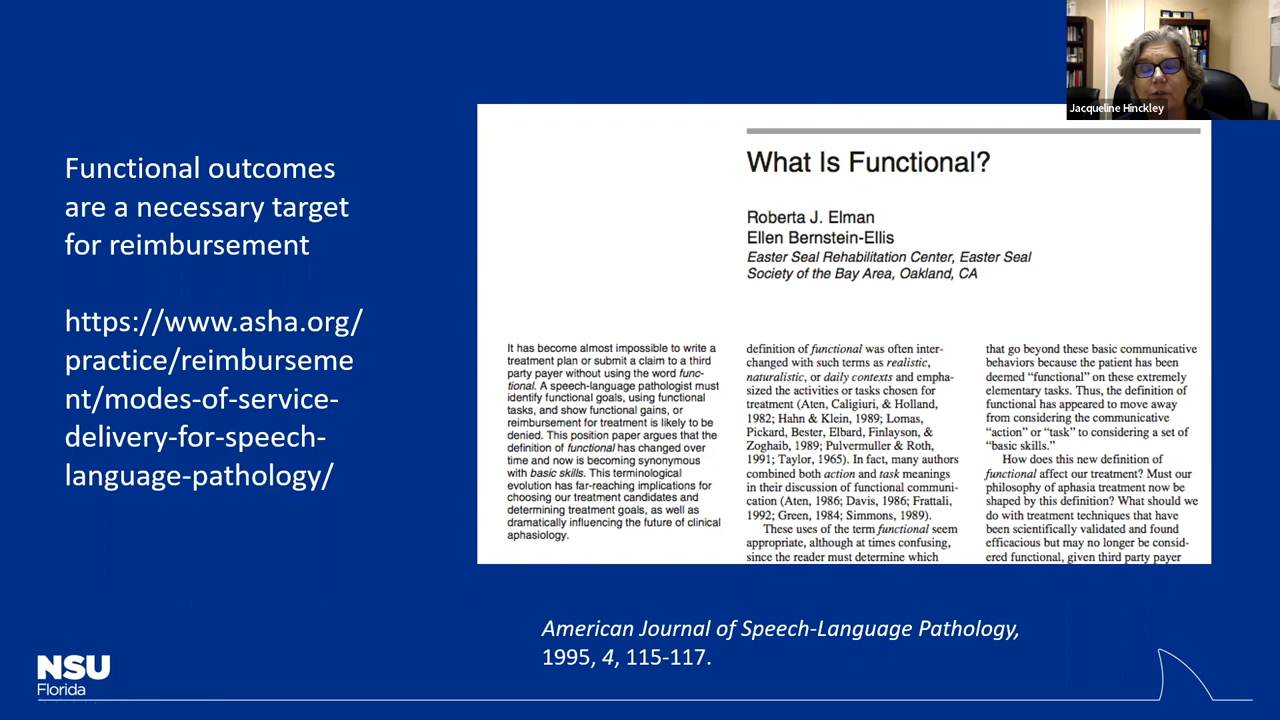 Jacqueline Hinckley
Functional outcomes
are a necessary target
for reimbursement
https://www.asha.org/
practice/reimburseme
nt/modes-of-service-
delivery-for-speech-
language-pathology/
What Is Functional?
Roberta J. Elman
Ellen Bernstein-Ellis
Easter Seal Rehabilitation Center, Easter Seal
Society of the Bay Area, Oakland, CA
It has become almost impossible to write a
treatment plan or submit a claim to a third
party payer without using the word func-
tional. A speech-language pathologist must
identify functional goals, using functional
tasks, and show functional gains, or
reimbursement for treatment is likely to be
denied. This position paper argues that the
definition of functional has changed over
time and now is becoming synonymous
with basic skills. This terminological
evolution has far-reaching implications for
choosing our treatment candidates and
determining treatment goals, as well as
dramatically influencing the future of clinical
aphasiology.
definition of functional was often inter-
changed with such terms as realistic,
naturalistic, or daily contexts and empha-
sized the activities or tasks chosen for
treatment (Aten, Caligiuri, & Holland,
1982; Hahn & Klein, 1989; Lomas,
Pickard, Bester, Elbard, Finlayson, &
Zoghaib, 1989; Pulvermuller & Roth,
1991; Taylor, 1965). In fact, many authors
combined both action and task meanings
in their discussion of functional communi-
cation (Aten, 1986; Davis, 1986; Frattali,
1992; Green, 1984; Simmons, 1989).
These uses of the term functional seem
appropriate, although at times confusing,
since the reader must determine which
that go beyond these basic communicative
behaviors because the patient has been
deemed “functional” on these extremely
elementary tasks. Thus, the definition of
functional has appeared to move away
from considering the communicative
“action” or “task” to considering a set of
“basic skills.”
How does this new definition of
functional affect our treatment? Must our
philosophy of aphasia treatment now be
shaped by this definition? What should we
do with treatment techniques that have
been scientifically validated and found
efficacious but may no longer be consid-
ered functional, given third party payer
American Journal of Speech-Language Pathology,
1995, 4, 115-117.
NSU
Florida